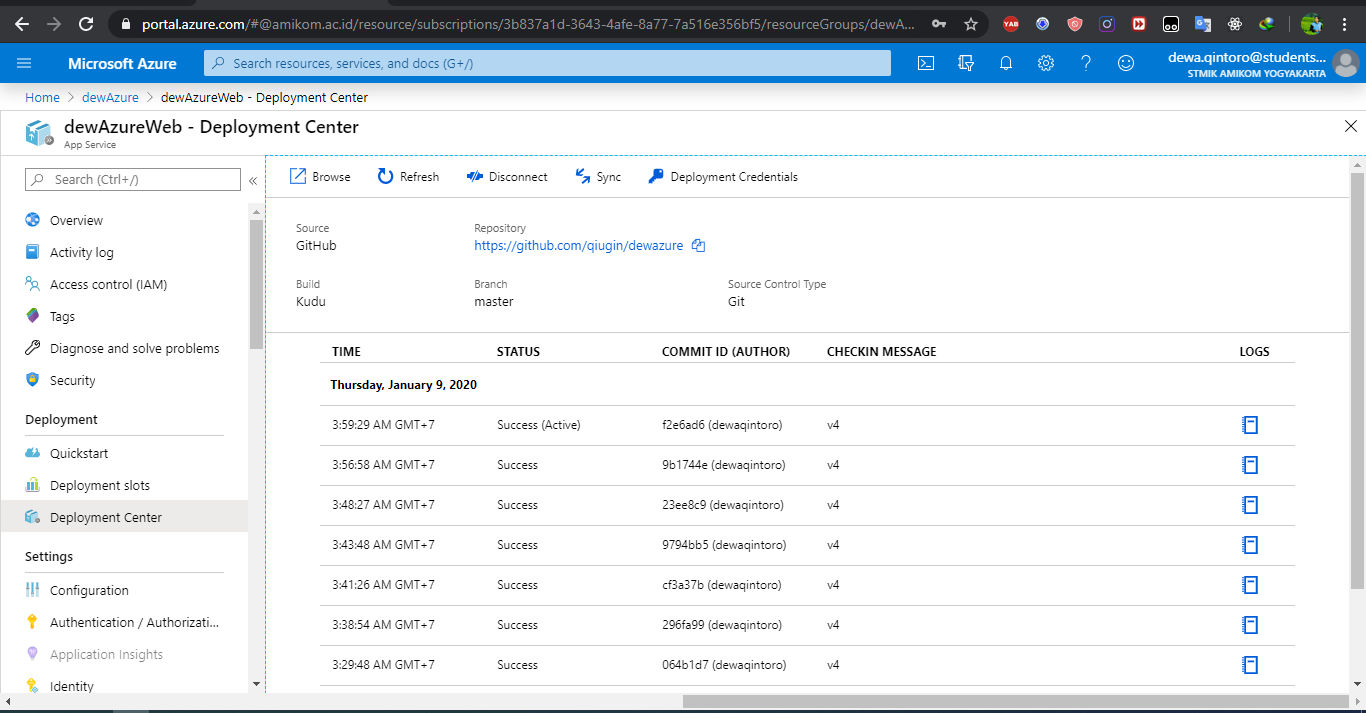 portal.azure.com/#@amikom.ac.id/resource/subscriptions/3b837a1d-3643-4afe-8a77-7a516e356bf5/resourceGroups/dewA...
YAB
Microsoft Azure
Search resources, services, and docs (G+/)
dewa.qintoro@students...
STMIK AMIKOM YOGYAKARTA
Home > dewAzure > dewAzureWeb - Deployment Center
dewAzureWeb - Deployment Center
App Service
Search (Ctrl+/)
«
Overview
Activity log
Access control (IAM)
Tags
Diagnose and solve problems
Security
Deployment
Quickstart
Deployment slots
Deployment Center
Settings
Configuration
Authentication / Authorizati...
Application Insights
Identity
Browse Refresh Disconnect Sync Deployment Credentials
Source Repository
GitHub https://github.com/qiugin/dewazure
Build Branch Source Control Type
Kudu master Git
TIME STATUS COMMIT ID (AUTHOR) CHECKIN MESSAGE LOGS
Thursday, January 9, 2020
3:59:29 AM GMT+7 Success (Active) f2e6ad6 (dewaqintoro) v4
3:56:58 AM GMT+7 Success 9b1744e (dewaqintoro) v4
3:48:27 AM GMT+7 Success 23ee8c9 (dewaqintoro) v4
3:43:48 AM GMT+7 Success 9794bb5 (dewaqintoro) v4
3:41:26 AM GMT+7 Success cf3a37b (dewaqintoro) v4
3:38:54 AM GMT+7 Success 296fa99 (dewaqintoro) v4
3:29:48 AM GMT+7 Success 064b1d7 (dewaqintoro) v4